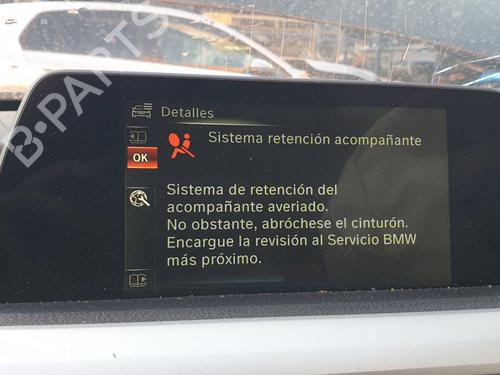 Detalles
Sistema retención acompañante
OK
Sistema de retención del
acompañante averiado.
No obstante, abróchese el cinturón.
Encargue la revisión al Servicio BMW
más próximo.
B-PARTS